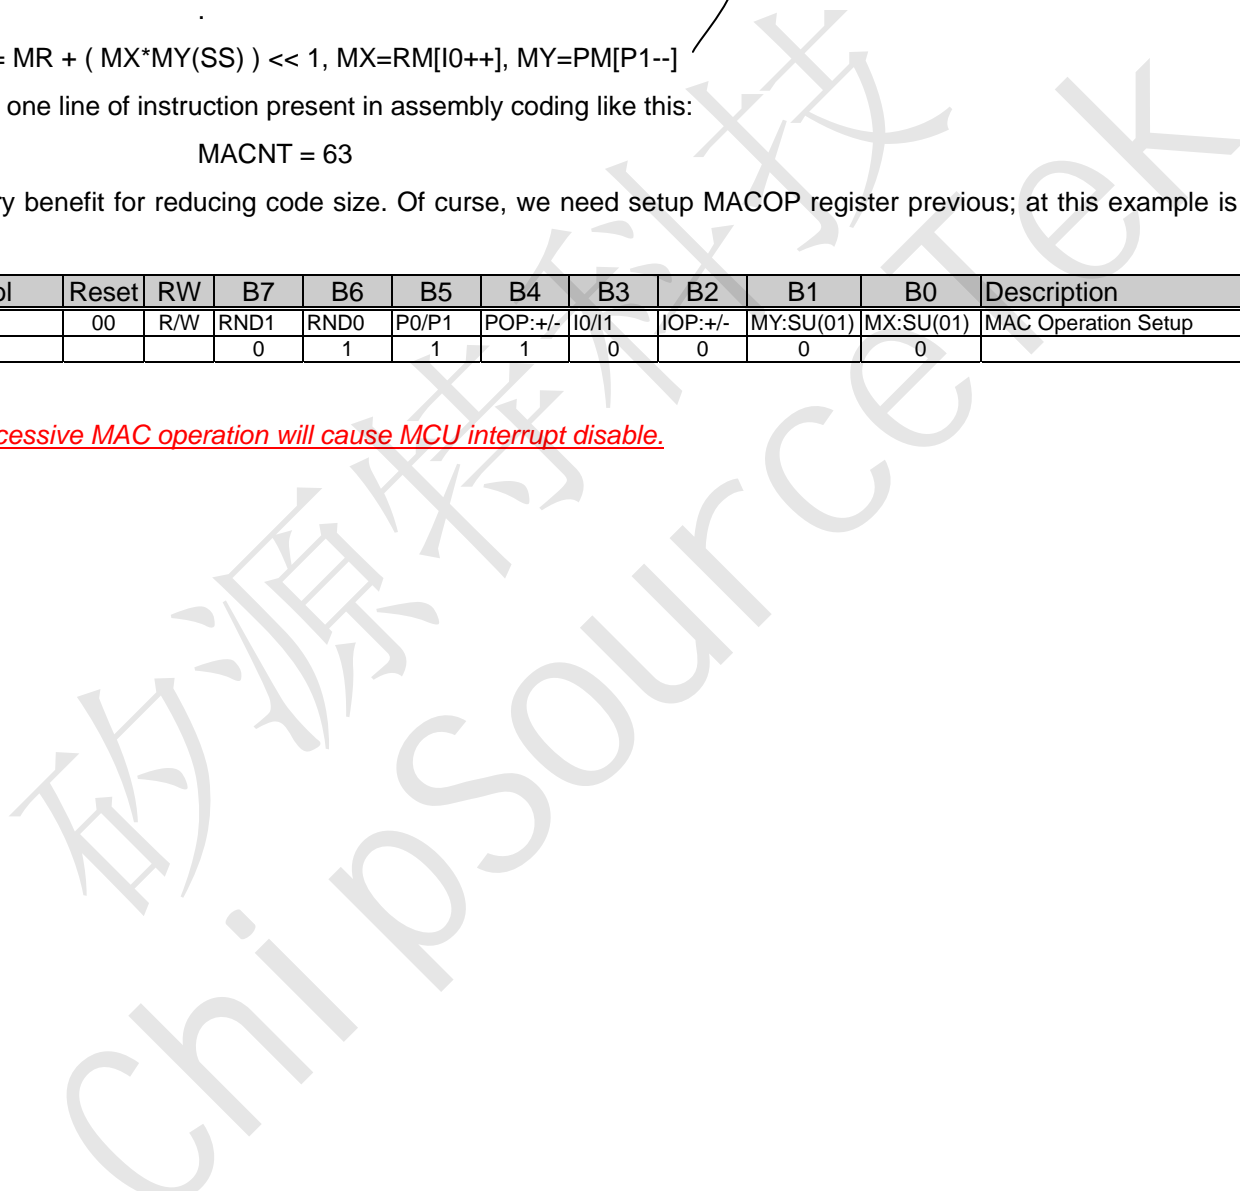 .
= MR + ( MX*MY(SS) ) << 1, MX=RM[I0++], MY=PM[P1--]
one line of instruction present in assembly coding like this:
MACNT = 63
ry benefit for reducing code size. Of curse, we need setup MACOP register previous; at this example is
ol Reset RW B7 B6 B5 B4 B3 B2 B1 B0 Description
00 R/W RND1 RND0 P0/P1 POP:+/- I0/I1 IOP:+/- MY:SU(01) MX:SU(01) MAC Operation Setup
0 1 1 1 0 0 0 0
cessive MAC operation will cause MCU interrupt disable.
矽源特科技
ChipSourceTek